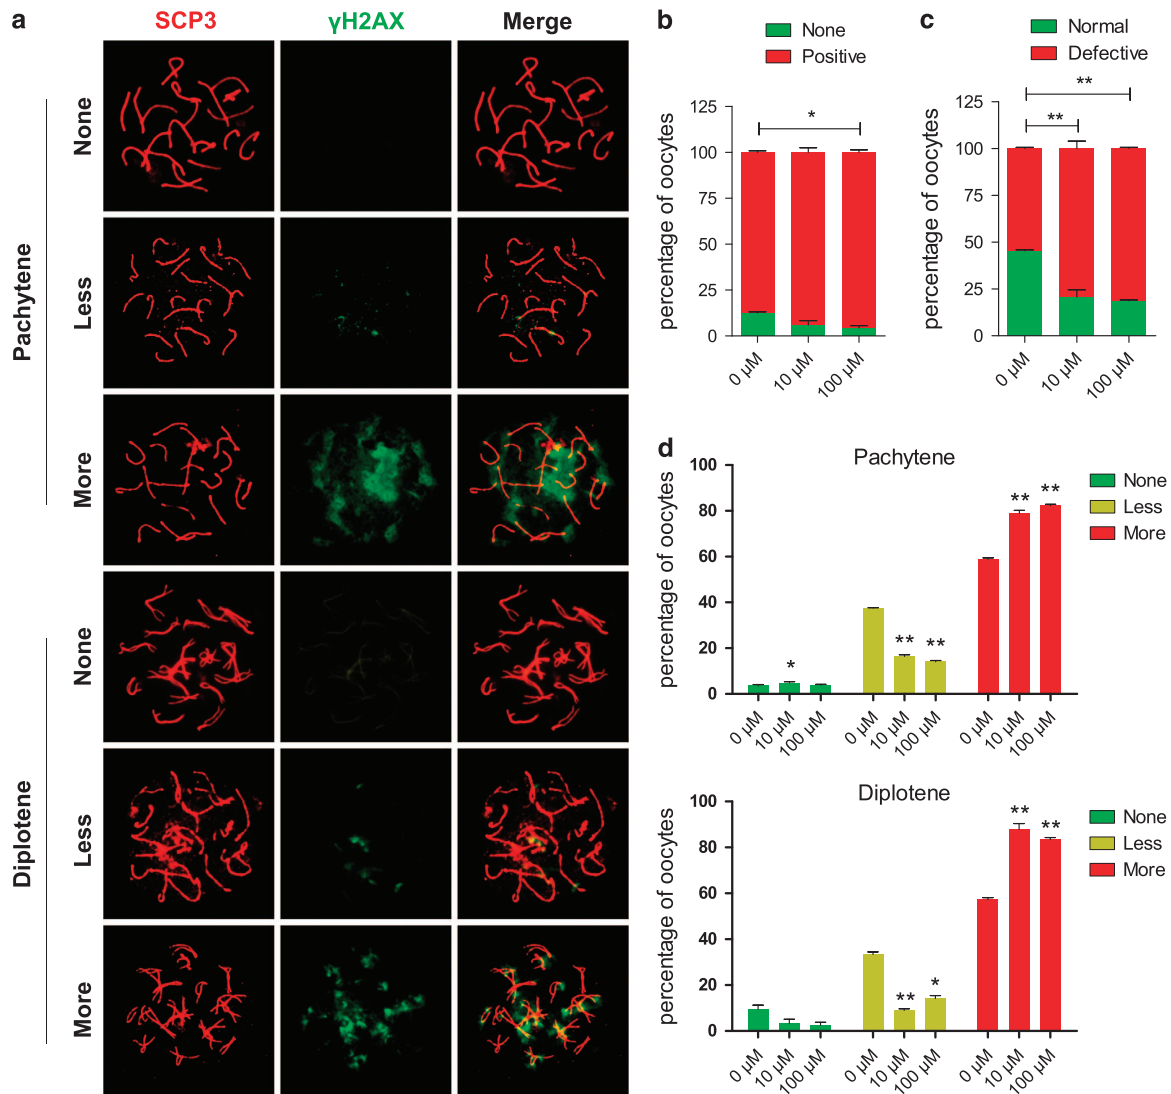 a
SCP3 γH2AX Merge
Pachytene
None
Less
More
Diplotene
None
Less
More
b
None
Positive
percentage of oocytes
125
100
75
50
25
0
*
0 µM 10 µM 100 µM
c
Normal
Defective
percentage of oocytes
125
100
75
50
25
0
**
**
0 µM 10 µM 100 µM
d
Pachytene
None
Less
More
percentage of oocytes
100
80
60
40
20
0
* ** ** ** **
0 µM 10 µM 100 µM 0 µM 10 µM 100 µM 0 µM 10 µM 100 µM
Diplotene
None
Less
More
percentage of oocytes
100
80
60
40
20
0
** * ** **
0 µM 10 µM 100 µM 0 µM 10 µM 100 µM 0 µM 10 µM 100 µM